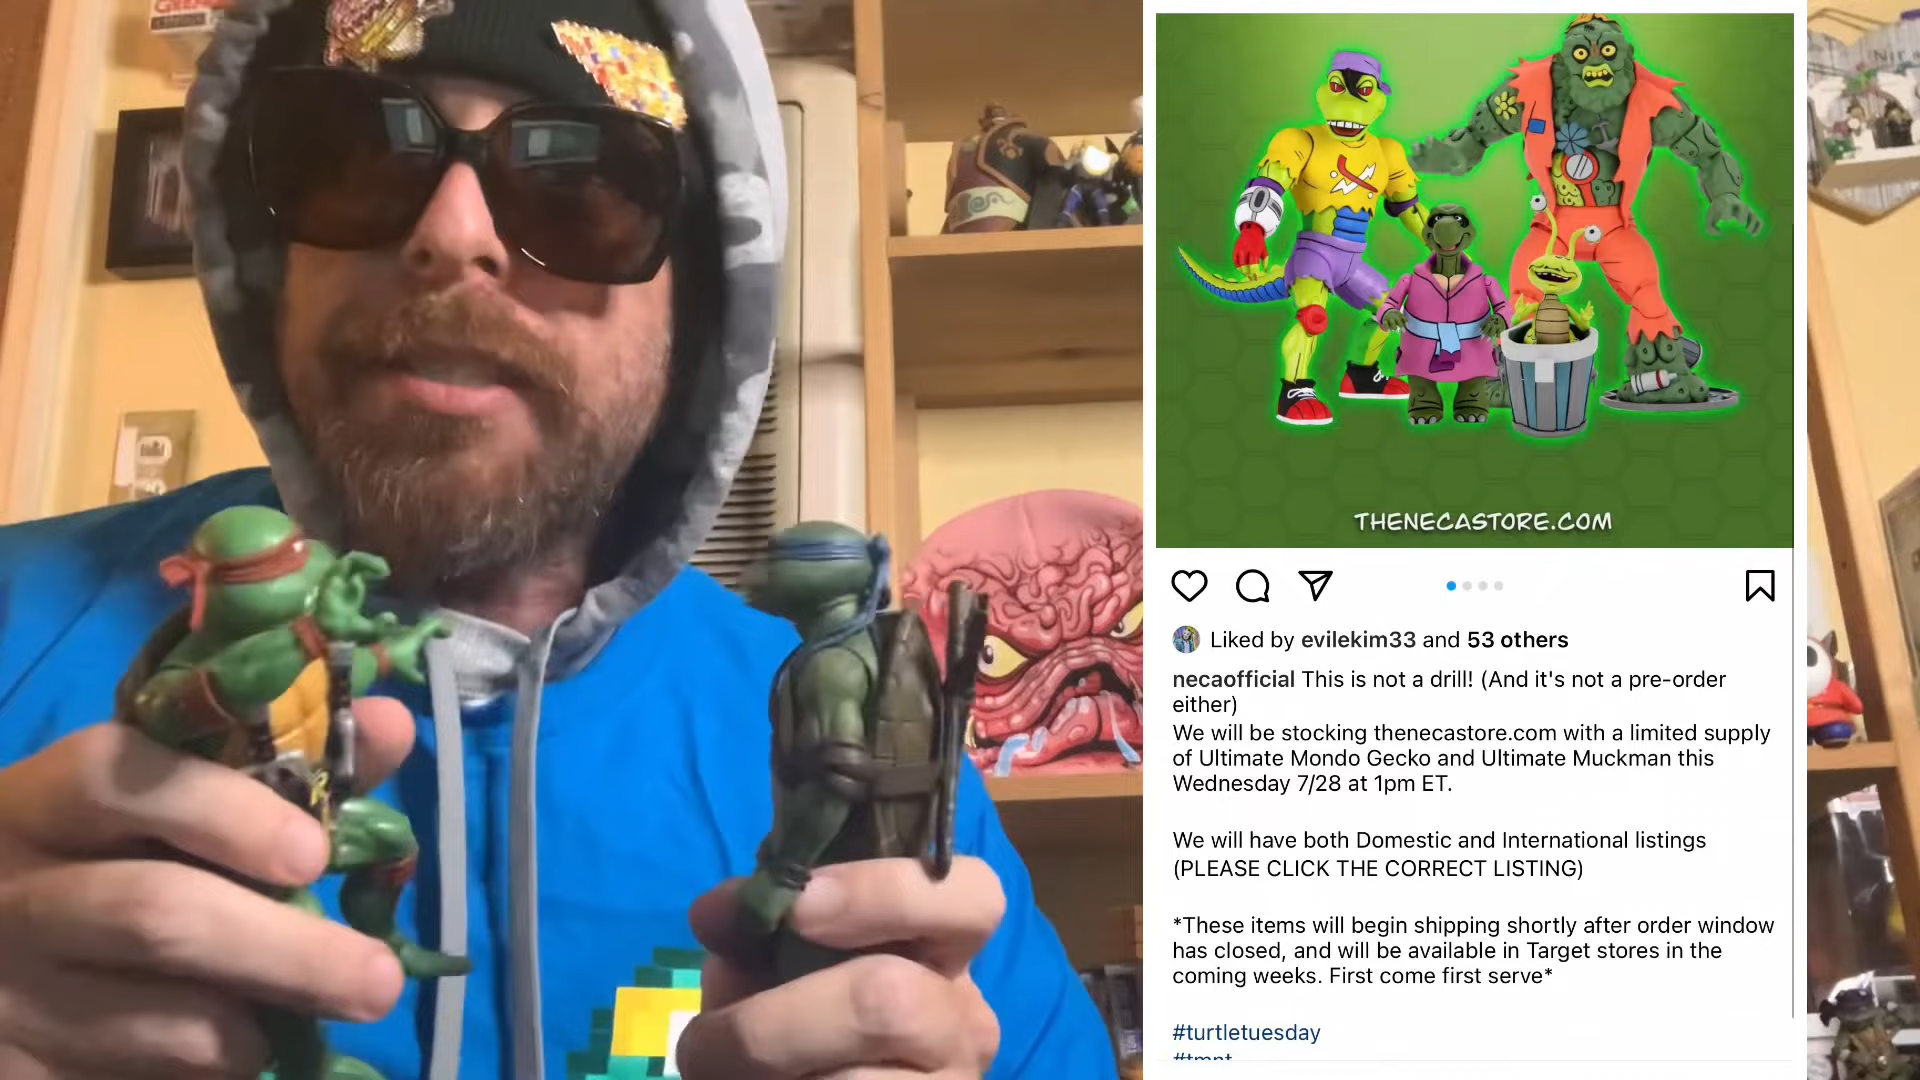 THENECASTORE.COM
Liked by evilekim33 and 53 others
necaofficial This is not a drill! (And it's not a pre-order
either)
We will be stocking thenecastore.com with a limited supply
of Ultimate Mondo Gecko and Ultimate Muckman this
Wednesday 7/28 at 1pm ET.
We will have both Domestic and International listings
(PLEASE CLICK THE CORRECT LISTING)
*These items will begin shipping shortly after order window
has closed, and will be available in Target stores in the
coming weeks. First come first serve*
#turtletuesday
#tmnt